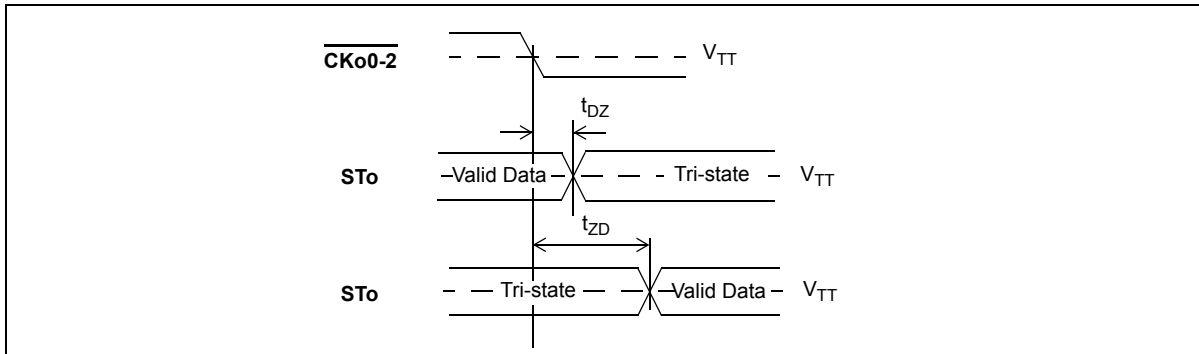 CKo0-2
V_TT
t_DZ
STo
Valid Data
Tri-state
V_TT
t_ZD
STo
Tri-state
Valid Data
V_TT